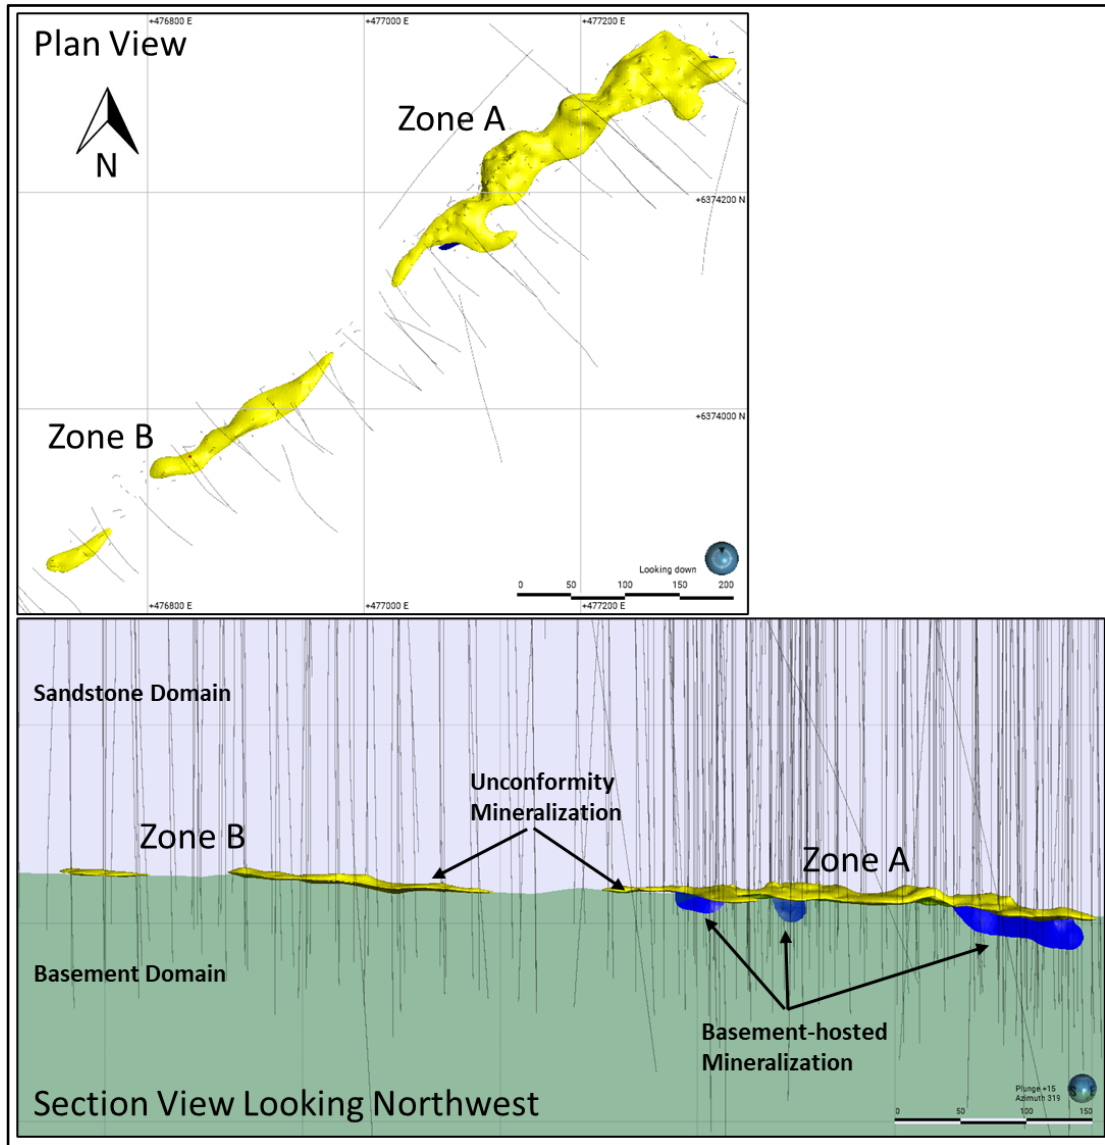 +476800 E
+477000 E
+477200 E
Plan View
Zone A
N
+6374200 N
+6374000 N
Zone B
Looking down
0 50 100 150 200
+476800 E
+477000 E
+477200 E
Sandstone Domain
Unconformity
Mineralization
Zone B
Zone A
Basement Domain
Basement-hosted
Mineralization
Plunge +15
Azimuth 319
0 50 100 150
Section View Looking Northwest